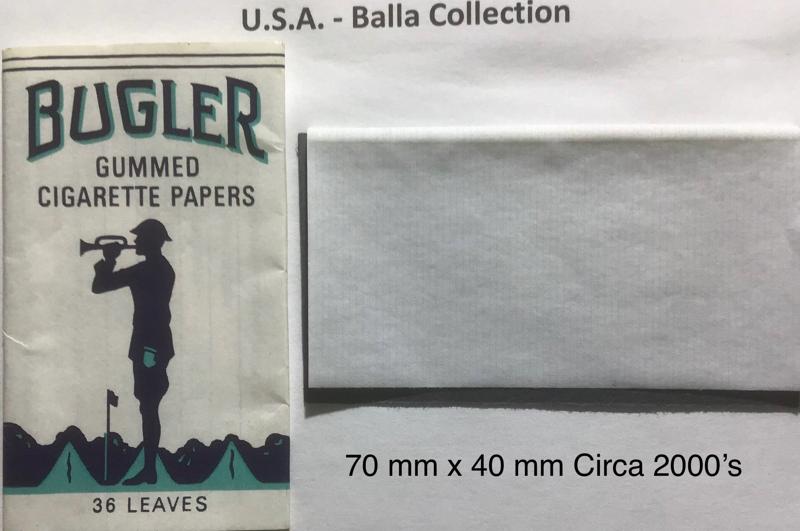 U.S.A. - Balla Collection
BUGLER
GUMMED
CIGARETTE PAPERS
36 LEAVES
70 mm x 40 mm Circa 2000's